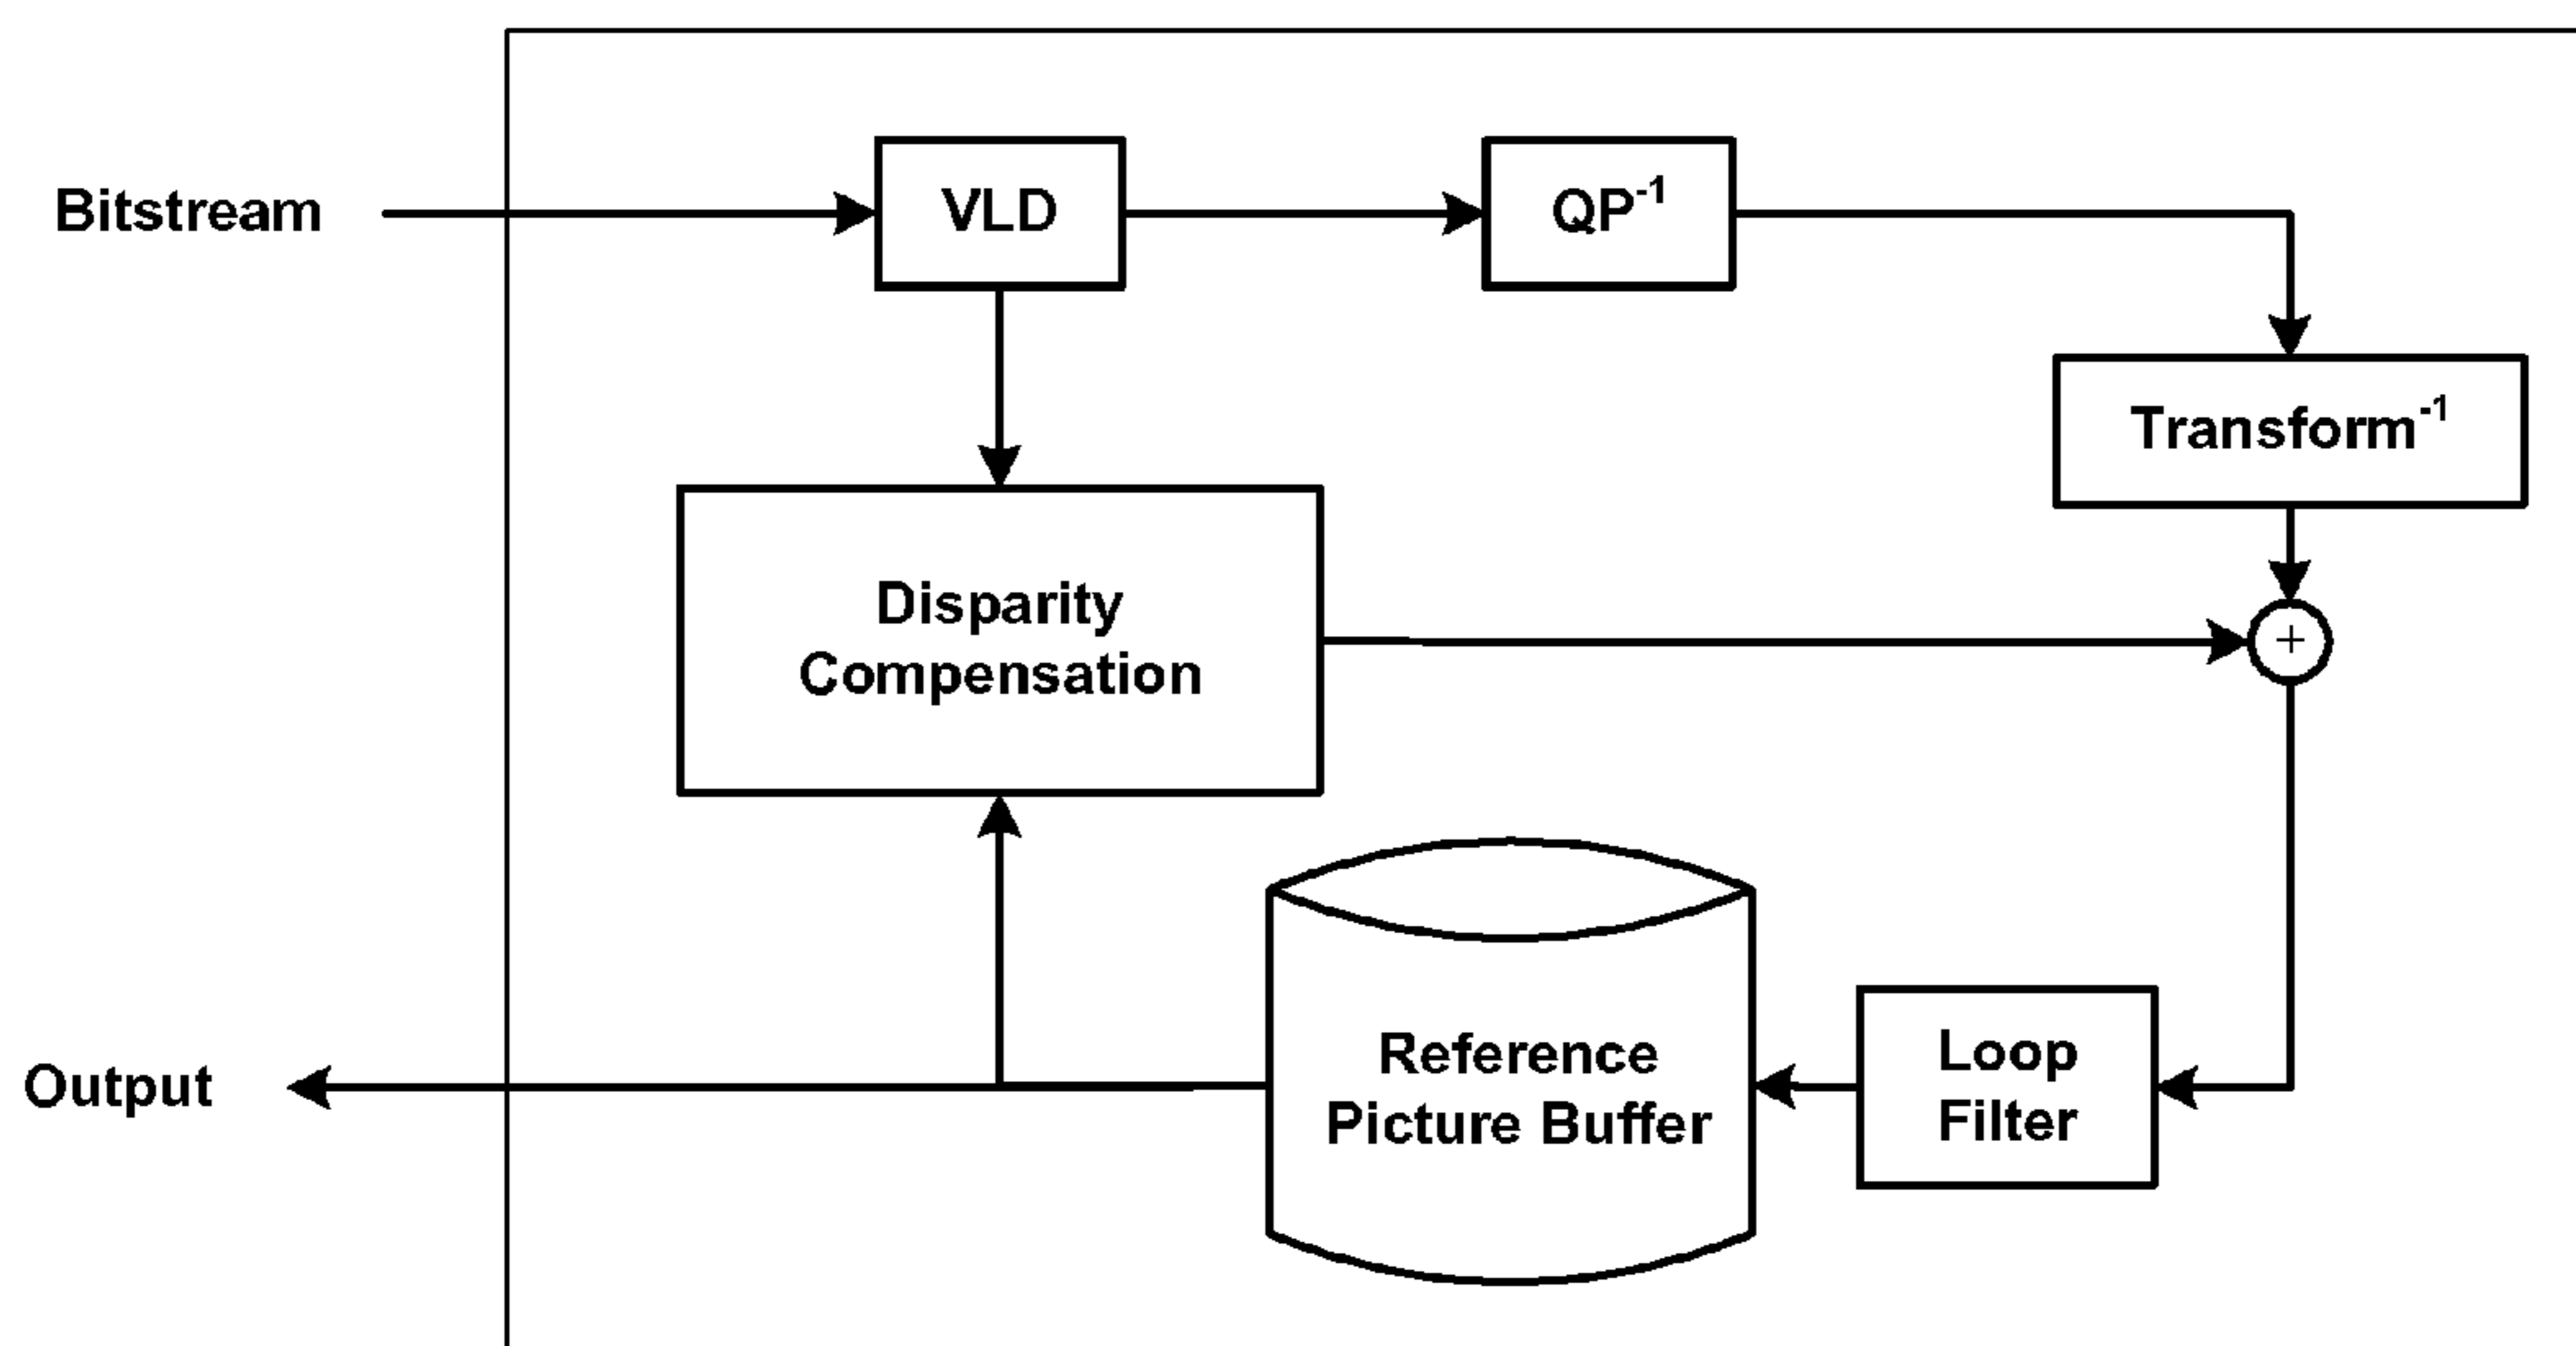 Bitstream
VLD
QP⁻¹
Transform⁻¹
Disparity
Compensation
+
Reference
Picture Buffer
Loop
Filter
Output